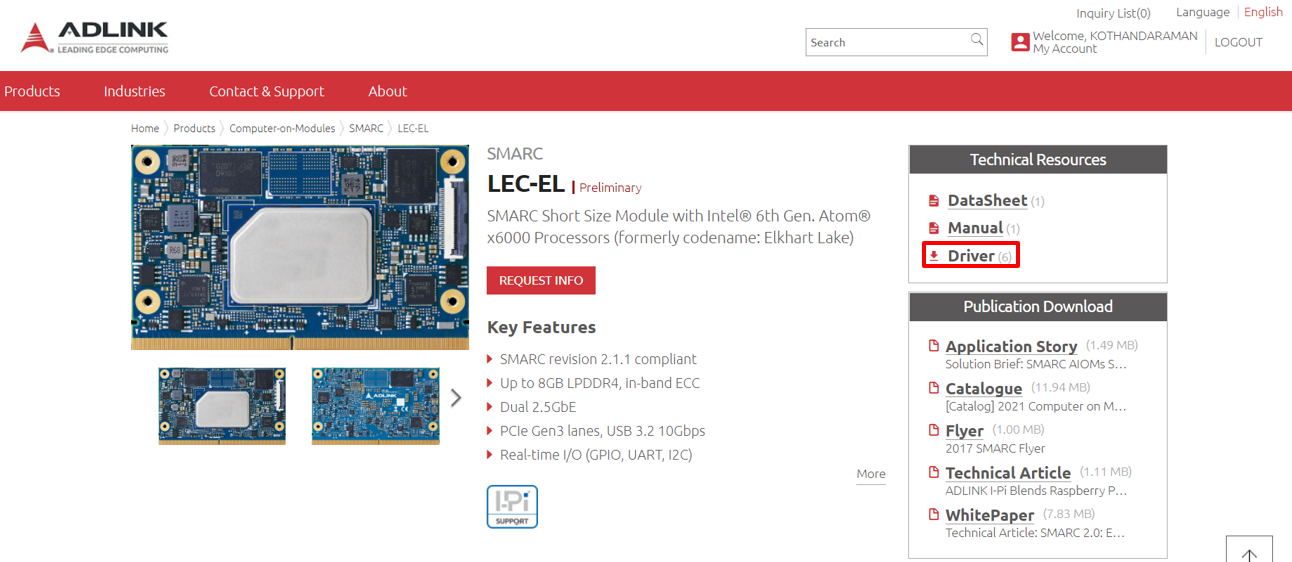 Inquiry List(0)
Language
English
ADLINK
LEADING EDGE COMPUTING
Search
Welcome, KOTHANDARAMAN
My Account
LOGOUT
Products
Industries
Contact & Support
About
Home
Products
Computer-on-Modules
SMARC
LEC-EL
SMARC
LEC-EL | Preliminary
SMARC Short Size Module with Intel® 6th Gen. Atom®
x6000 Processors (formerly codename: Elkhart Lake)
REQUEST INFO
Key Features
SMARC revision 2.1.1 compliant
Up to 8GB LPDDR4, in-band ECC
Dual 2.5GbE
PCIe Gen3 lanes, USB 3.2 10Gbps
Real-time I/O (GPIO, UART, I2C)
More
I-Pi
SUPPORT
R68
ADLINK
Technical Resources
DataSheet (1)
Manual (1)
Driver (6)
Publication Download
Application Story (1.49 MB)
Solution Brief: SMARC AIOMs S...
Catalogue (11.94 MB)
[Catalog] 2021 Computer on M...
Flyer (1.00 MB)
2017 SMARC Flyer
Technical Article (1.11 MB)
ADLINK I-Pi Blends Raspberry P...
WhitePaper (7.83 MB)
Technical Article: SMARC 2.0: E...